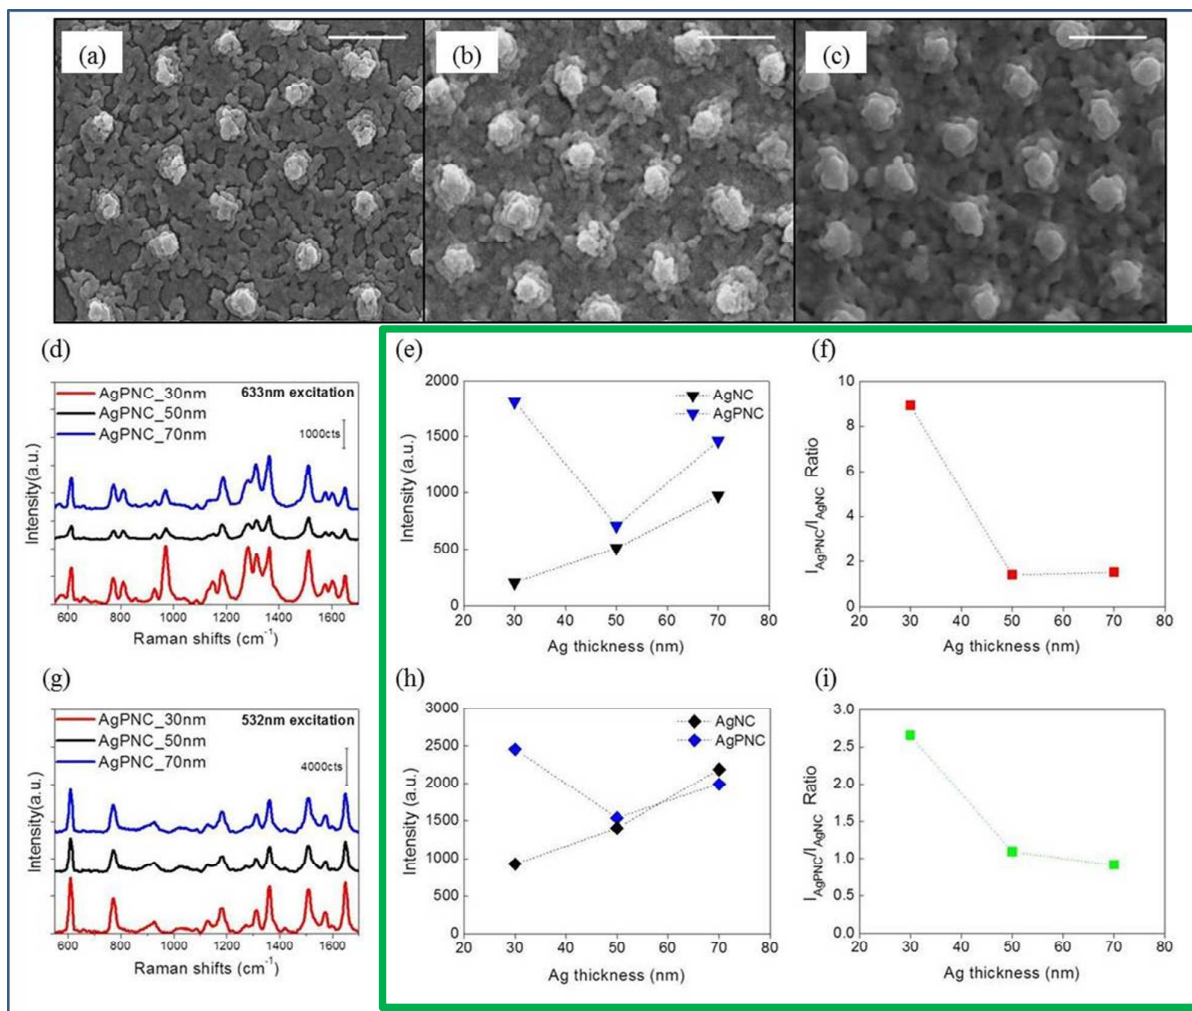 (a)
(b)
(c)
(d)
AgPNC_30nm
AgPNC_50nm
AgPNC_70nm
633nm excitation
1000cts
Intensity(a.u.)
600 800 1000 1200 1400 1600
Raman shifts (cm-1)
(e)
2000
1500
1000
500
0
AgNC
AgPNC
Intensity (a.u.)
20 30 40 50 60 70 80
Ag thickness (nm)
(f)
10
8
6
4
2
0
IAgPNC/IAgNC Ratio
20 30 40 50 60 70 80
Ag thickness (nm)
(g)
AgPNC_30nm
AgPNC_50nm
AgPNC_70nm
532nm excitation
4000cts
Intensity(a.u.)
600 800 1000 1200 1400 1600
Raman shifts (cm-1)
(h)
3000
2500
2000
1500
1000
500
0
AgNC
AgPNC
Intensity (a.u.)
20 30 40 50 60 70 80
Ag thickness (nm)
(i)
3.0
2.5
2.0
1.5
1.0
0.5
0.0
IAgPNC/IAgNC Ratio
20 30 40 50 60 70 80
Ag thickness (nm)